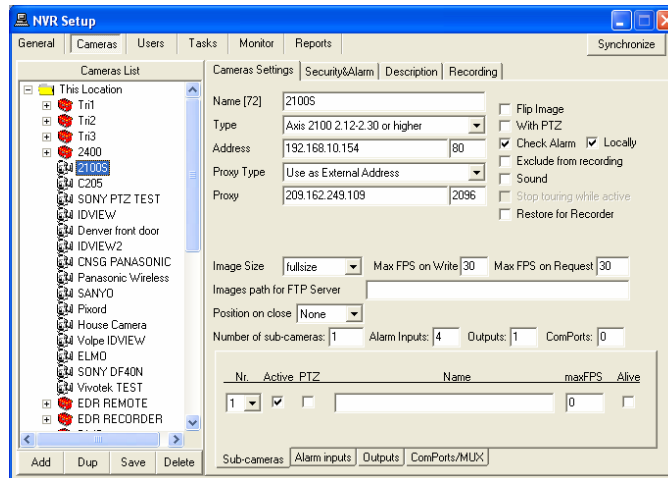 NVR Setup
General Cameras Users Tasks Monitor Reports Synchronize
Cameras List
This Location
Tri1
Tri2
Tri3
2400
2100S
C205
SONY PTZ TEST
IDVIEW
Denver front door
IDVIEW2
CNSG PANASONIC
Panasonic Wireless
SANYO
Pixord
House Camera
Volpe IDVIEW
ELMO
SONY DF40N
Vivotek TEST
EDR REMOTE
EDR RECORDER
Add Dup Save Delete
Cameras Settings Security&Alarm Description Recording
Name [72] 2100S
Type Axis 2100 2.12-2.30 or higher
Address 192.168.10.154 80
Proxy Type Use as External Address
Proxy 209.162.249.109 2096
Flip Image
With PTZ
Check Alarm Locally
Exclude from recording
Sound
Stop touring while active
Restore for Recorder
Image Size fullsize Max FPS on Write 30 Max FPS on Request 30
Images path for FTP Server
Position on close None
Number of sub-cameras: 1 Alarm Inputs: 4 Outputs: 1 ComPorts: 0
Nr. Active PTZ Name maxFPS Alive
1 0
Sub-cameras Alarm inputs Outputs ComPorts/MUX